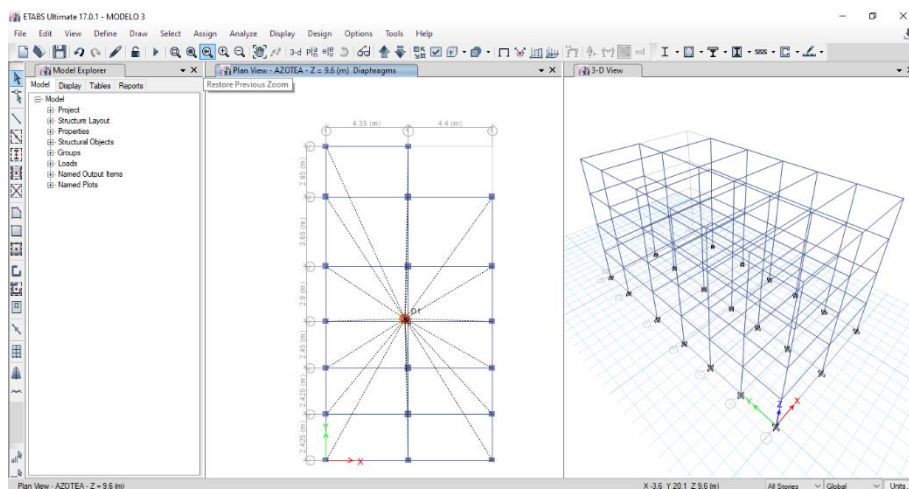 ETABS Ultimate 17.0.1 - MODELO 3
File Edit View Define Draw Select Assign Analyze Display Design Options Tools Help
3-d
nd
Model Explorer
Plan View - AZOTEA - Z = 9.6 (m) Diaphragms
3-D View
Model Display Tables Reports
Restore Previous Zoom
Model
Project
Structure Layout
Properties
Structural Objects
Groups
Loads
Named Output Items
Named Plots
4.35 (m) 4.4 (m)
2.65 (m)
3.65 (m)
2.9 (m)
2.45 (m)
2.425 (m)
2.425 (m)
D1
Y
X
Y
Z
X
all
Plan View - AZOTEA - Z = 9.6 (m)
X -3.6 Y 20.1 Z 9.6 (m)
All Stories
Global
Units...